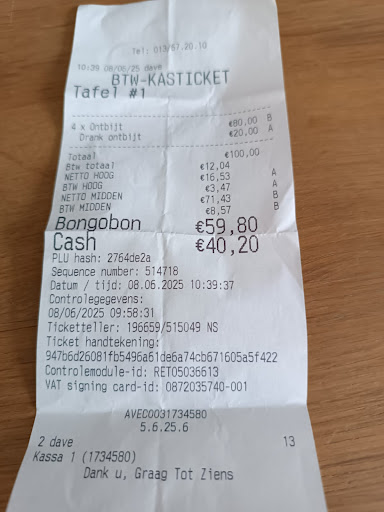 Tel: 013/67.20.10
10:39 08/06/25 dave
BTW-KASTICKET
Tafel #1
4 x Ontbijt €80,00 B
Drank ontbijt €20,00 A
Totaal €100,00
Btw totaal €12,04
NETTO HOOG €16,53 A
BTW HOOG €3,47 A
NETTO MIDDEN €71,43 B
BTW MIDDEN €8,57 B
Bongobon €59,80
Cash €40,20
PLU hash: 2764de2a
Sequence number: 514718
Datum / tijd: 08.06.2025 10:39:37
Controlegegevens:
08/06/2025 09:58:31
Ticketteller: 196659/515049 NS
Ticket handtekening:
947b6d26081fb5496a61de6a74cb671605a5f422
Controlemodule-id: RET05036613
VAT signing card-id: 0872035740-001
AVEC0031734580
5.6.25.6
2 dave 13
Kassa 1 (1734580)
Dank u, Graag Tot Ziens